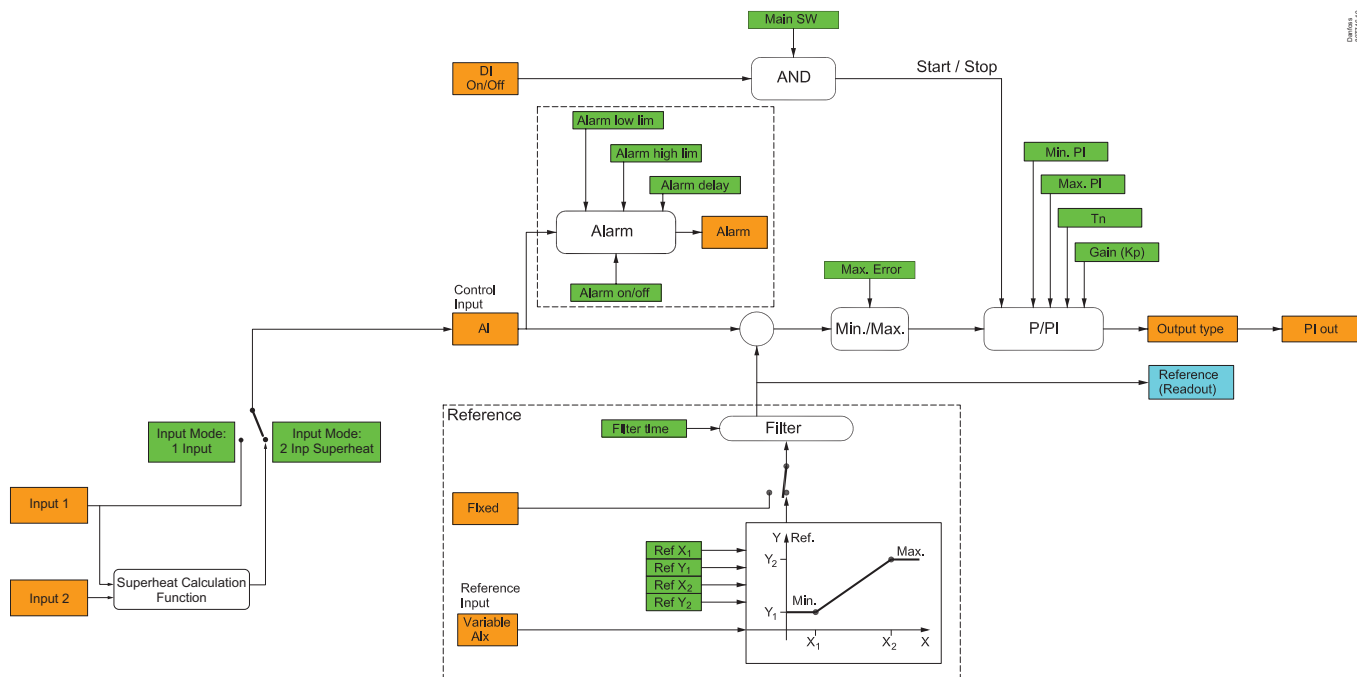 Main SW
Danfoss
DI
On/Off
AND
Start / Stop
Alarm low lim
Alarm high lim
Alarm delay
Alarm
Alarm
Alarm on/off
Min. PI
Max. PI
Tn
Gain (Kp)
Max. Error
Control
Input
AI
Min./Max.
P/PI
Output type
PI out
Reference
(Readout)
Reference
Filter time
Filter
Input Mode:
1 Input
Input Mode:
2 Inp Superheat
Input 1
Fixed
Input 2
Superheat Calculation
Function
Ref X1
Ref Y1
Ref X2
Ref Y2
Y Ref.
Y2
Max.
Min.
Y1
X1 X2 X
Reference
Input
Variable
AIx